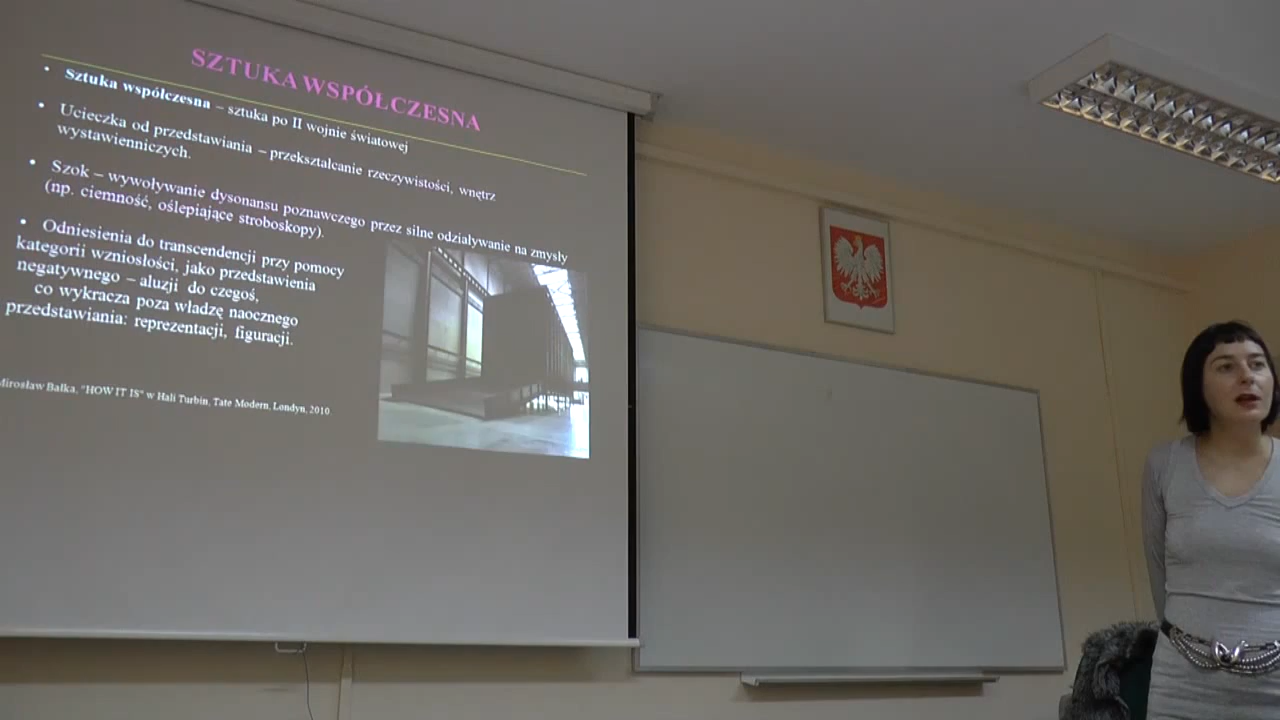 SZTUKA WSPÓŁCZESNA
• Sztuka współczesna – sztuka po II wojnie światowej
• Ucieczka od przedstawiania – przekształcanie rzeczywistości, wnętrz
wystawienniczych.
• Szok – wywoływanie dysonansu poznawczego przez silne odziaływanie na zmysły
(np. ciemność, oślepiające stroboskopy).
• Odniesienia do transcendencji przy pomocy
kategorii wzniosłości, jako przedstawienia
negatywnego – aluzji do czegoś,
co wykracza poza władzę naocznego
przedstawiania: reprezentacji, figuracji.
Mirosław Bałka, "HOW IT IS" w Hali Turbin, Tate Modern, Londyn, 2010